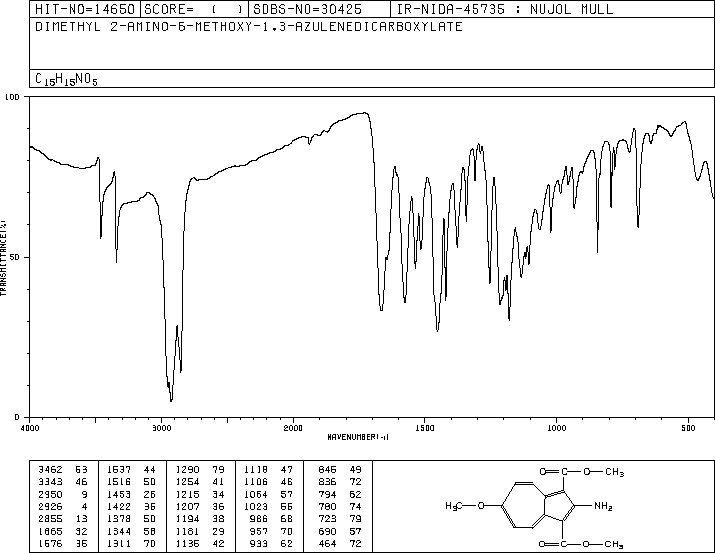 HIT-NO=14650 SCORE= ( ) SDBS-NO=30425 IR-NIDA-45735 : NUJOL MULL
DIMETHYL 2-AMINO-6-METHOXY-1,3-AZULENEDICARBOXYLATE
C15H15NO5
100
TRANSMITTANCE(%)
50
0
4000 3000 2000 1500 1000 500
WAVENUMBER(-1)
3462 53 1537 44 1290 79 1118 47 845 49
3343 46 1516 50 1254 41 1106 46 836 72
2950 9 1453 26 1215 34 1064 57 794 62
2926 4 1422 36 1207 36 1023 56 780 74
2855 13 1378 50 1194 38 986 68 723 79
1665 32 1344 58 1181 29 957 70 690 57
1576 35 1311 70 1136 42 933 62 464 72
O=C—O—CH3
H3C—O
NH2
O=C—O—CH3